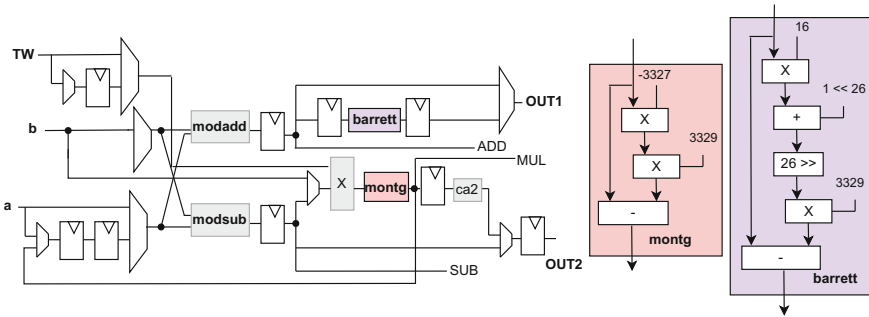 TW
b
a
modadd
modsub
X
montg
barrett
ca2
OUT1
ADD
MUL
SUB
OUT2
-3327
X
3329
X
-
montg
16
X
1 << 26
+
26 >>
3329
X
-
barrett